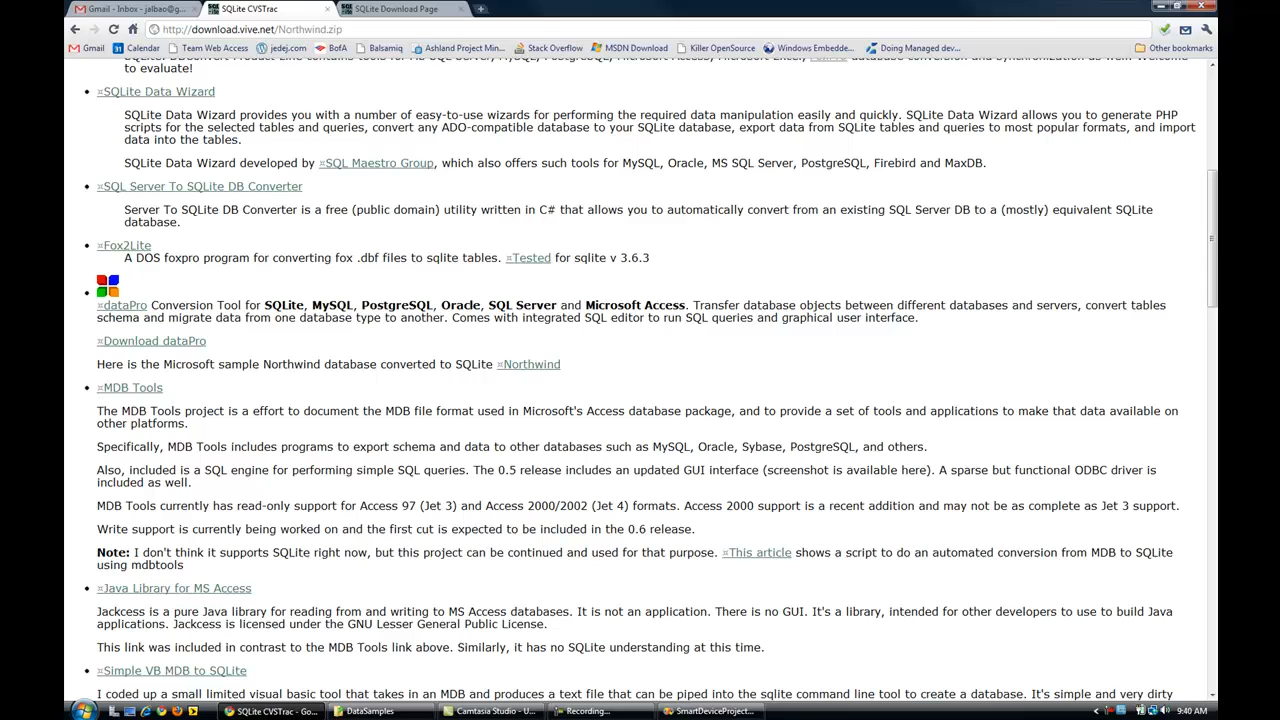 Gmail - Inbox - jalbao@g
SQLite CVSTrac
SQLite Download Page
http://download.vive.net/Northwind.zip
Gmail Calendar Team Web Access jedej.com BofA Balsamiq Ashland Project Min... Stack Overflow MSDN Download Killer OpenSource Windows Embedde... Doing Managed dev... Other bookmarks
to evaluate!
SQLite Data Wizard
SQLite Data Wizard provides you with a number of easy-to-use wizards for performing the required data manipulation easily and quickly. SQLite Data Wizard allows you to generate PHP
scripts for the selected tables and queries, convert any ADO-compatible database to your SQLite database, export data from SQLite tables and queries to most popular formats, and import
data into the tables.
SQLite Data Wizard developed by ¤SQL Maestro Group, which also offers such tools for MySQL, Oracle, MS SQL Server, PostgreSQL, Firebird and MaxDB.
¤SQL Server To SQLite DB Converter
Server To SQLite DB Converter is a free (public domain) utility written in C# that allows you to automatically convert from an existing SQL Server DB to a (mostly) equivalent SQLite
database.
¤Fox2Lite
A DOS foxpro program for converting fox .dbf files to sqlite tables. ¤Tested for sqlite v 3.6.3
¤dataPro Conversion Tool for SQLite, MySQL, PostgreSQL, Oracle, SQL Server and Microsoft Access. Transfer database objects between different databases and servers, convert tables
schema and migrate data from one database type to another. Comes with integrated SQL editor to run SQL queries and graphical user interface.
¤Download dataPro
Here is the Microsoft sample Northwind database converted to SQLite ¤Northwind
¤MDB Tools
The MDB Tools project is a effort to document the MDB file format used in Microsoft's Access database package, and to provide a set of tools and applications to make that data available on
other platforms.
Specifically, MDB Tools includes programs to export schema and data to other databases such as MySQL, Oracle, Sybase, PostgreSQL, and others.
Also, included is a SQL engine for performing simple SQL queries. The 0.5 release includes an updated GUI interface (screenshot is available here). A sparse but functional ODBC driver is
included as well.
MDB Tools currently has read-only support for Access 97 (Jet 3) and Access 2000/2002 (Jet 4) formats. Access 2000 support is a recent addition and may not be as complete as Jet 3 support.
Write support is currently being worked on and the first cut is expected to be included in the 0.6 release.
Note: I don't think it supports SQLite right now, but this project can be continued and used for that purpose. ¤This article shows a script to do an automated conversion from MDB to SQLite
using mdbtools
¤Java Library for MS Access
Jackcess is a pure Java library for reading from and writing to MS Access databases. It is not an application. There is no GUI. It's a library, intended for other developers to use to build Java
applications. Jackcess is licensed under the GNU Lesser General Public License.
This link was included in contrast to the MDB Tools link above. Similarly, it has no SQLite understanding at this time.
¤Simple VB MDB to SQLite
I coded up a small limited visual basic tool that takes in an MDB and produces a text file that can be piped into the sqlite command line tool to create a database. It's simple and very dirty
SQLite CVSTrac - Go... DataSamples Camtasia Studio - U... Recording... SmartDeviceProject... 9:40 AM